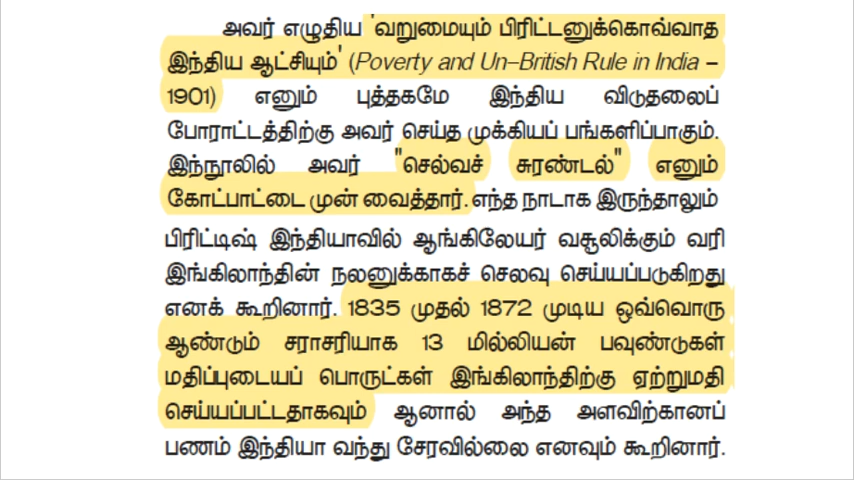 அவர் எழுதிய 'வறுமையும் பிரிட்டனுக்கொவ்வாத
இந்திய ஆட்சியும்' (Poverty and Un–British Rule in India –
1901) எனும் புத்தகமே இந்திய விடுதலைப்
போராட்டத்திற்கு அவர் செய்த முக்கியப் பங்களிப்பாகும்.
இந்நூலில் அவர் "செல்வச் சுரண்டல்" எனும்
கோட்பாட்டை முன் வைத்தார். எந்த நாடாக இருந்தாலும்
பிரிட்டிஷ் இந்தியாவில் ஆங்கிலேயர் வசூலிக்கும் வரி
இங்கிலாந்தின் நலனுக்காகச் செலவு செய்யப்படுகிறது
எனக் கூறினார். 1835 முதல் 1872 முடிய ஒவ்வொரு
ஆண்டும் சராசரியாக 13 மில்லியன் பவுண்டுகள்
மதிப்புடையப் பொருட்கள் இங்கிலாந்திற்கு ஏற்றுமதி
செய்யப்பட்டதாகவும் ஆனால் அந்த அளவிற்கானப்
பணம் இந்தியா வந்து சேரவில்லை எனவும் கூறினார்.